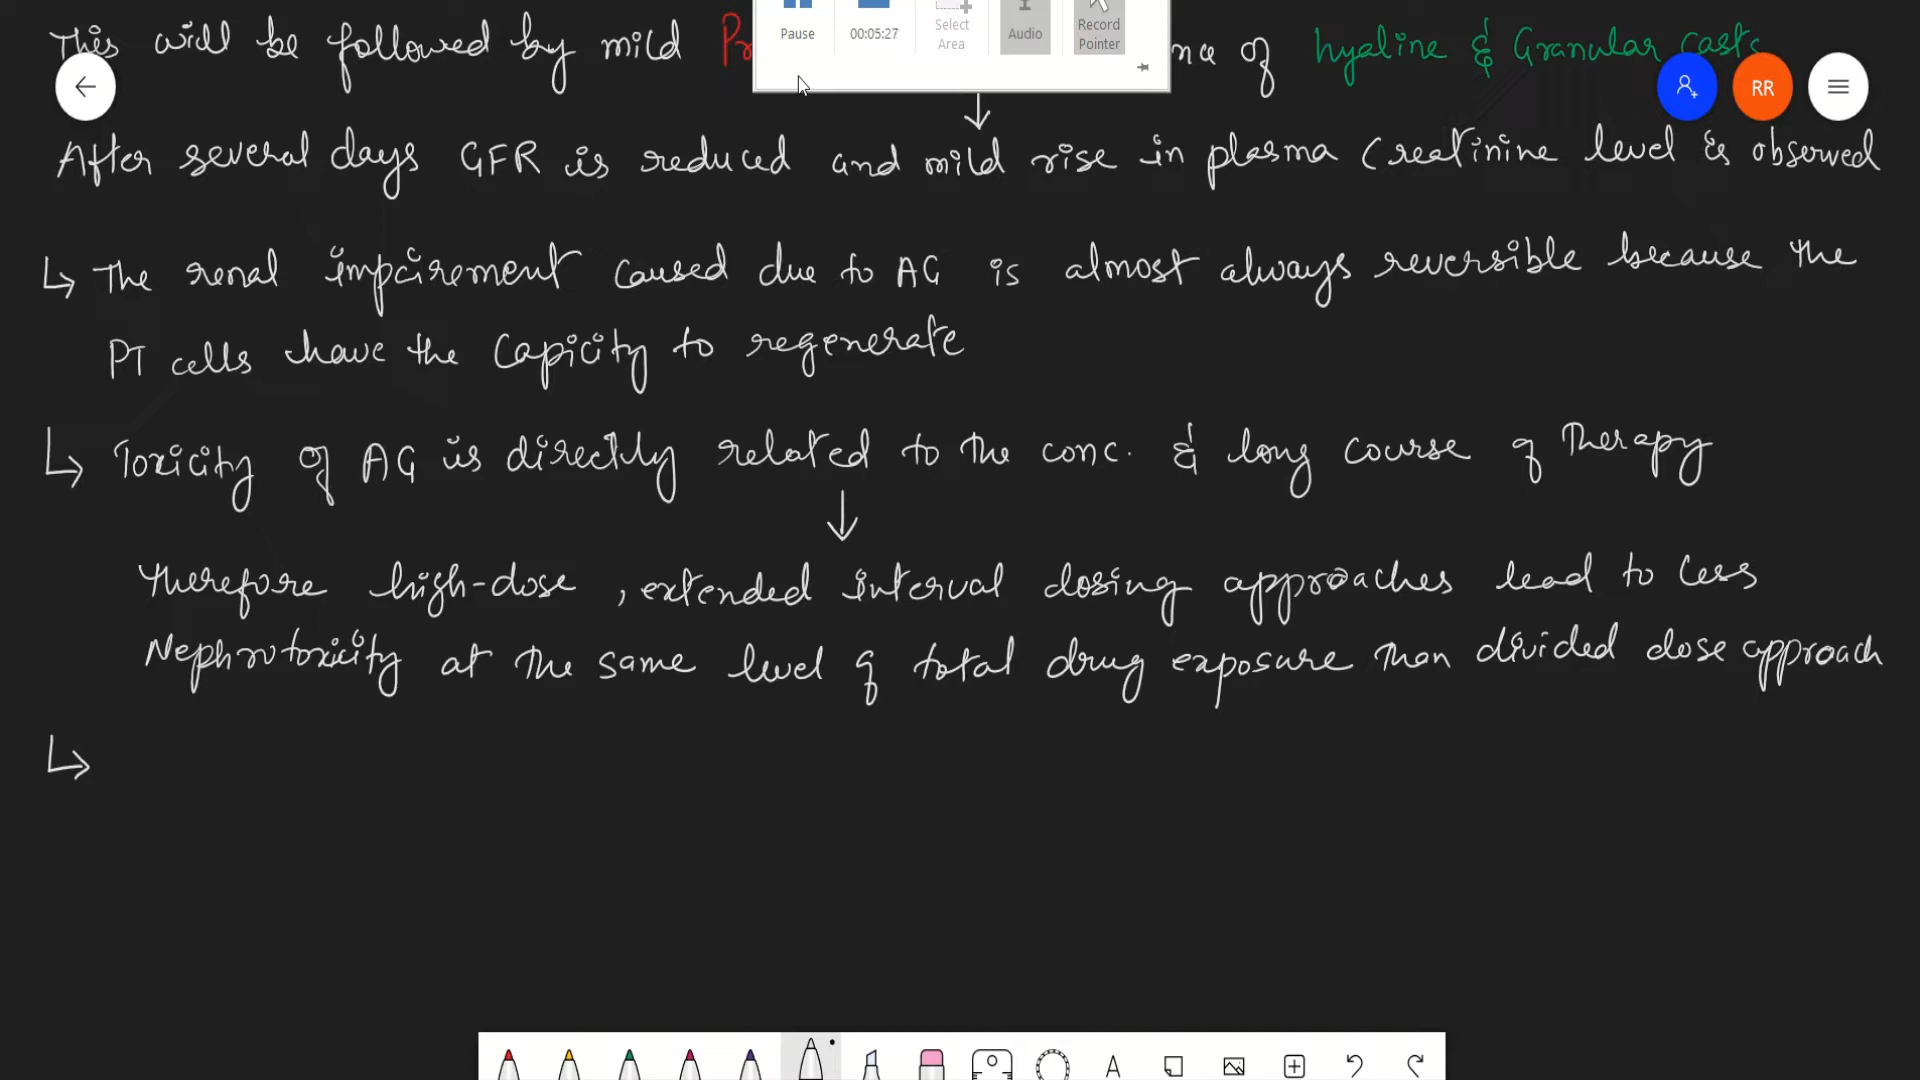 This will be followed by mild of hyaline & Granular casts
Pause 00:05:27 Select Area Audio Record Pointer
RR
After several days GFR is reduced and mild rise in plasma Creatinine level is observed
↳ The renal impairement caused due to AG is almost always reversible because the
PT cells have the Capicity to regenerate
↳ Toxicity of AG is directly related to the conc. & long course of Therapy
↓
Therefore high-dose, extended interval dosing approaches lead to less
Nephrotoxicity at the same level of total drug exposure than divided dose approach
↳